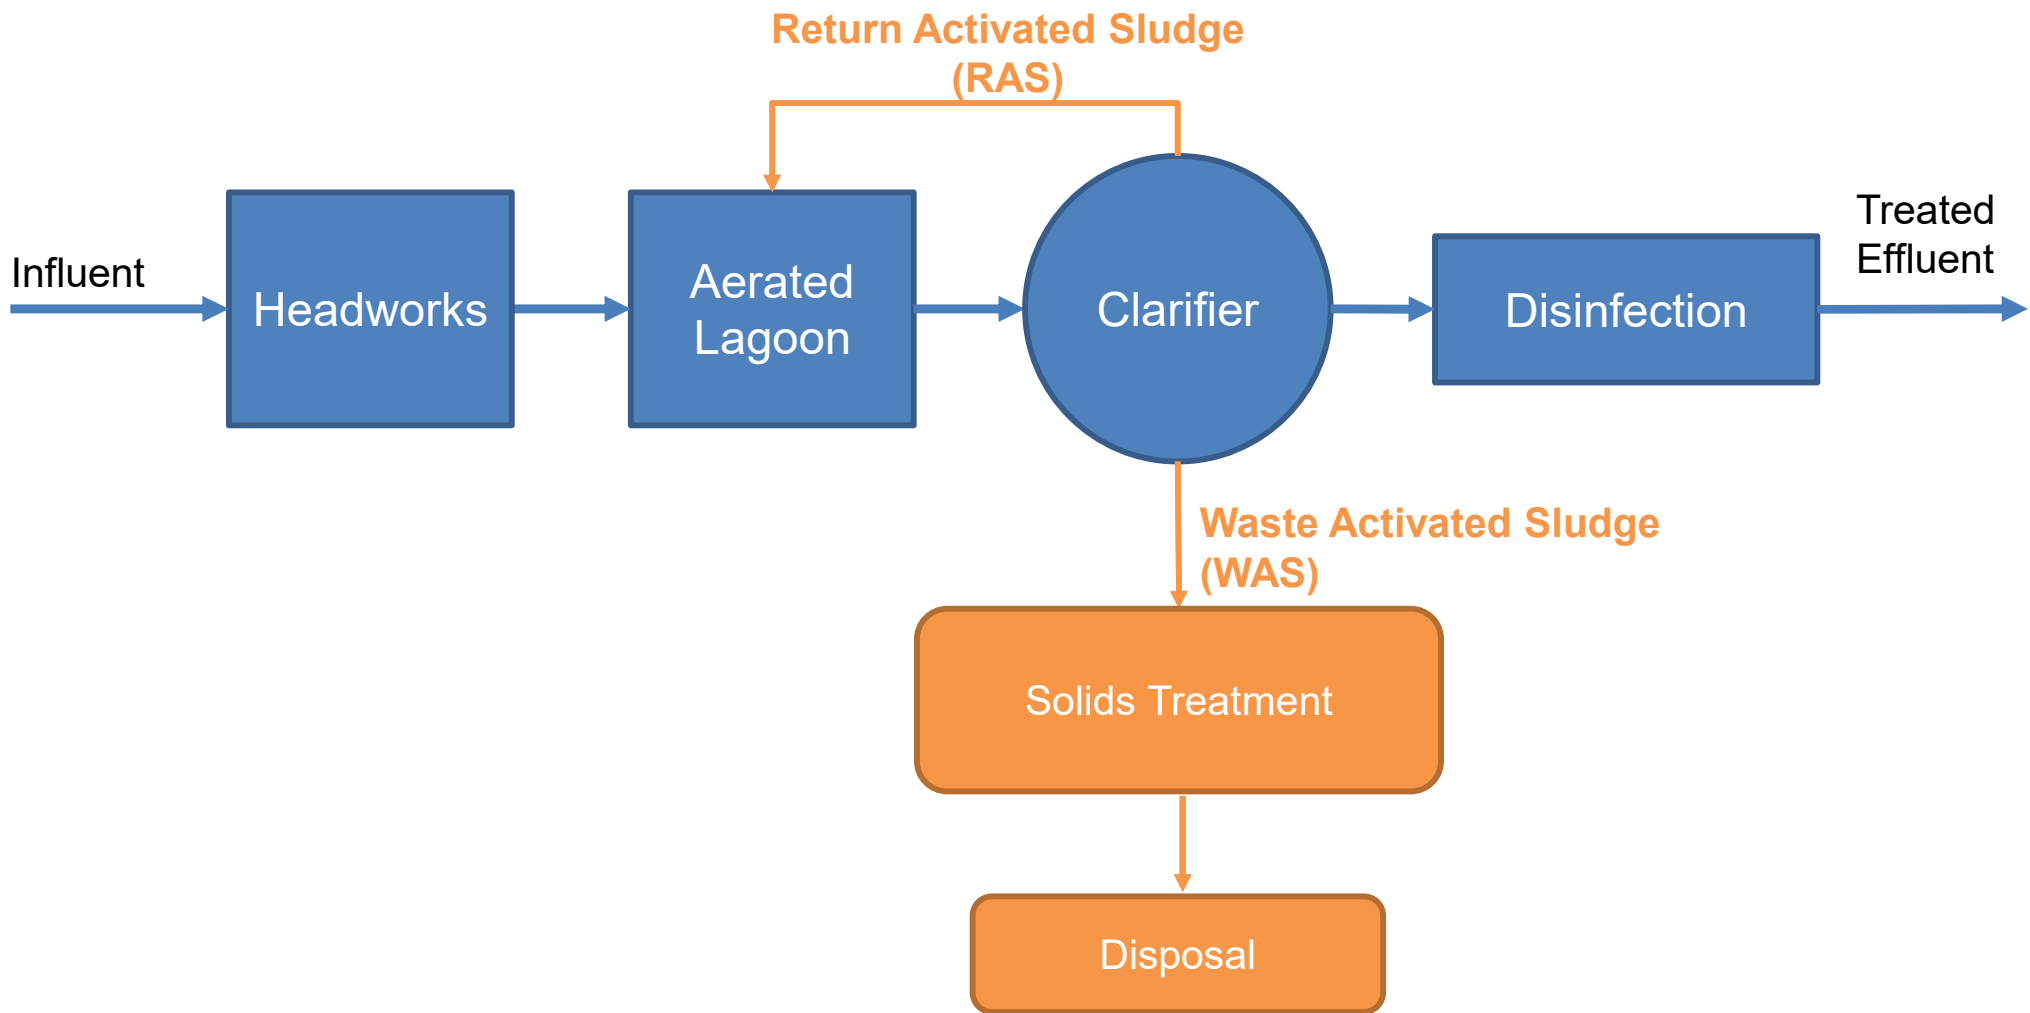 Return Activated Sludge
(RAS)
Influent
Headworks
Aerated
Lagoon
Clarifier
Disinfection
Treated
Effluent
Waste Activated Sludge
(WAS)
Solids Treatment
Disposal